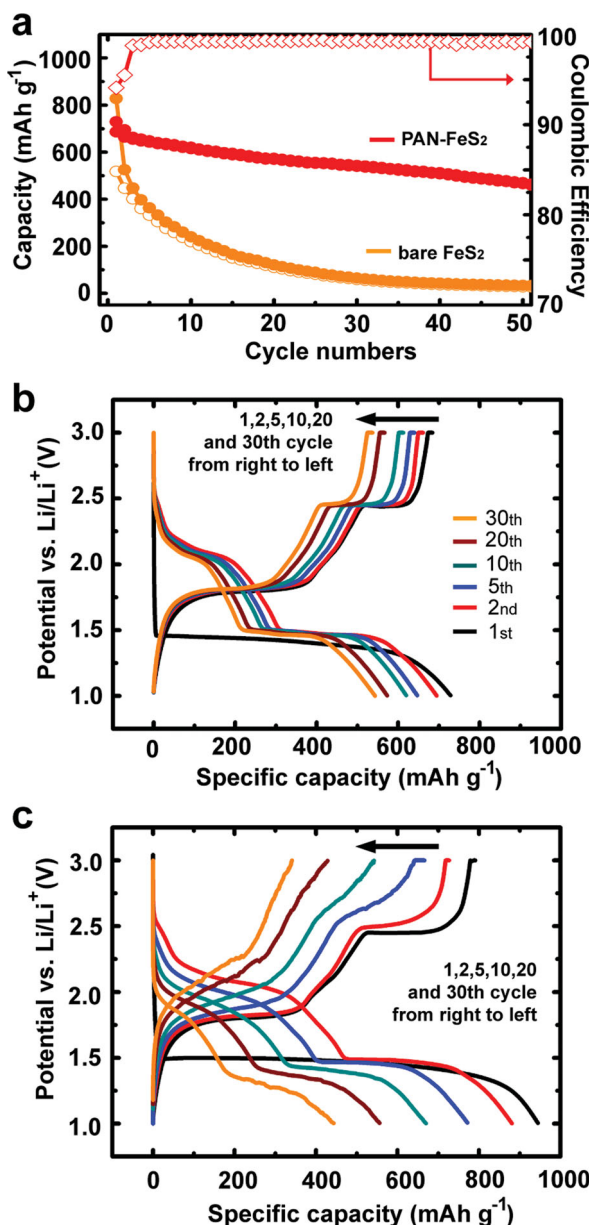 a
1000
800
600
400
200
0
Capacity (mAh g-1)
PAN-FeS2
bare FeS2
100
90
80
70
Coulombic Efficiency
0 10 20 30 40 50
Cycle numbers
b
1,2,5,10,20
and 30th cycle
from right to left
3.0
2.5
2.0
1.5
1.0
Potential vs. Li/Li+(V)
30th
20th
10th
5th
2nd
1st
0 200 400 600 800 1000
Specific capacity (mAh g-1)
c
3.0
2.5
2.0
1.5
1.0
Potential vs. Li/Li+(V)
1,2,5,10,20
and 30th cycle
from right to left
0 200 400 600 800 1000
Specific capacity (mAh g-1)